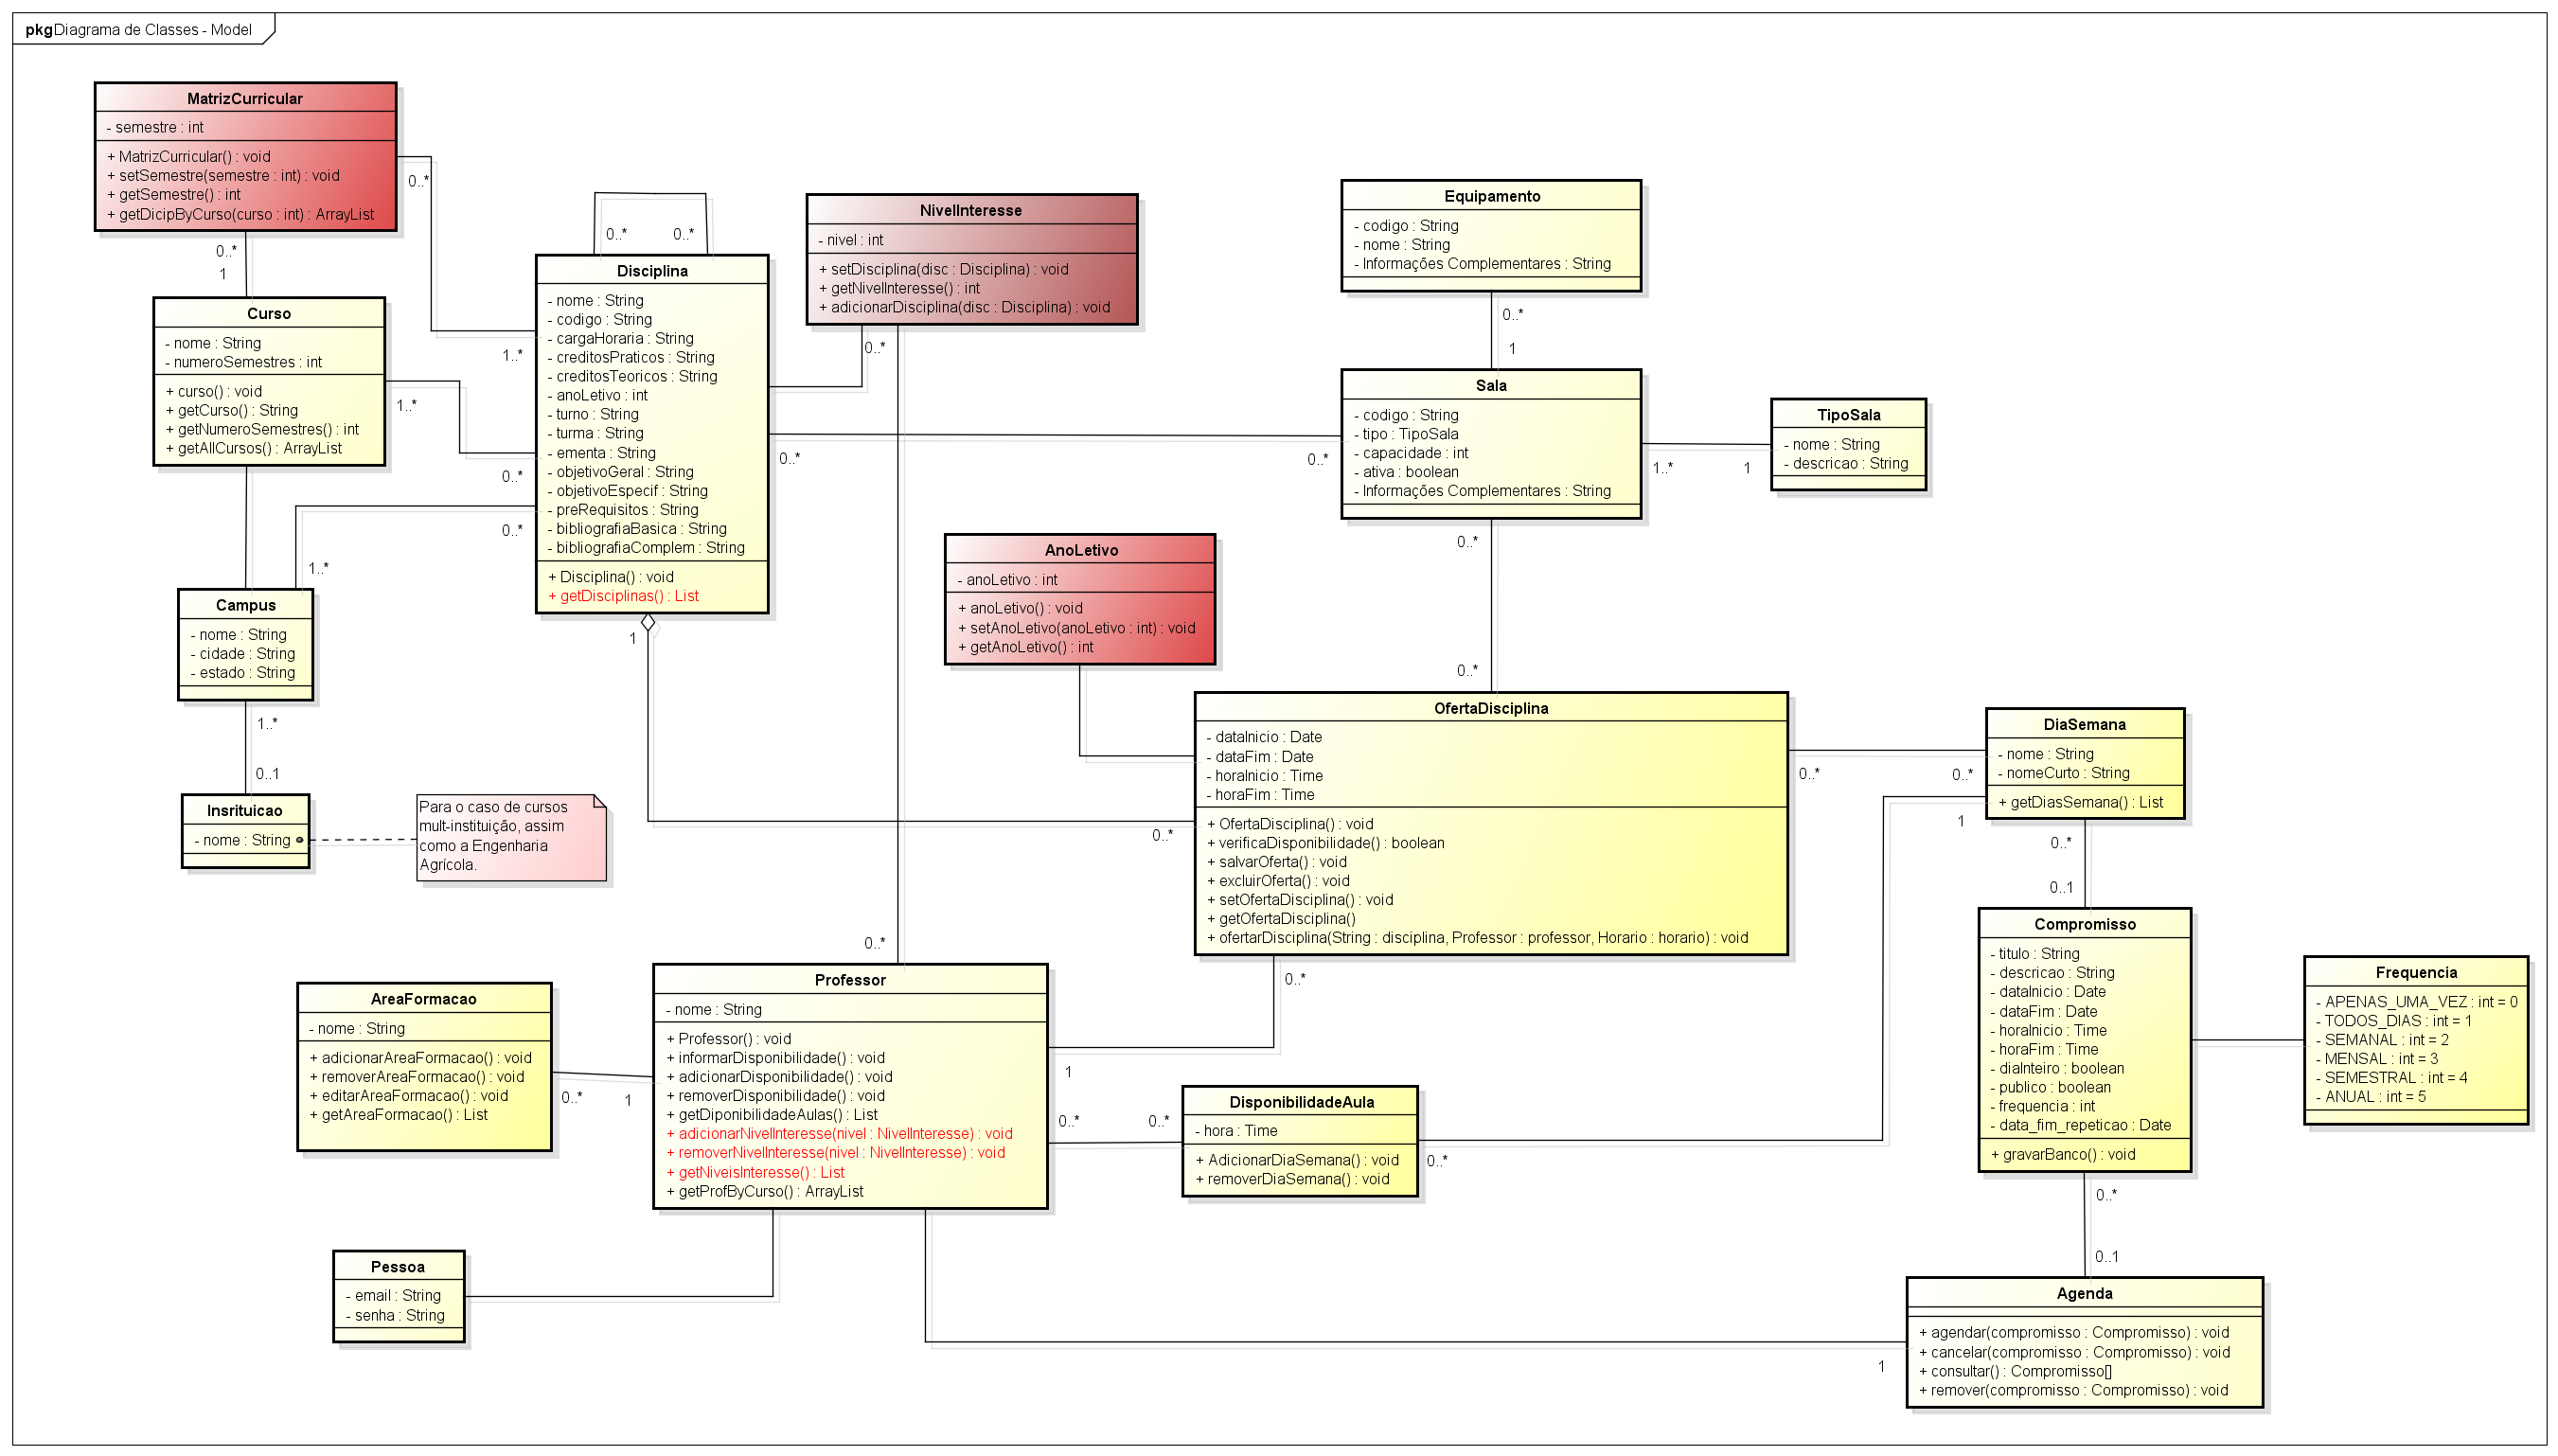 pkg Diagrama de Classes - Model
MatrizCurricular
- semestre : int
+ MatrizCurricular() : void
+ setSemestre(semestre : int) : void
+ getSemestre() : int
+ getDicipByCurso(curso : int) : ArrayList
0..*
0..*
1
1..*
Curso
- nome : String
- numeroSemestres : int
+ curso() : void
+ getCurso() : String
+ getNumeroSemestres() : int
+ getAllCursos() : ArrayList
1..*
0..*
0..*
1..*
Campus
- nome : String
- cidade : String
- estado : String
1..*
0..1
Insrituicao
- nome : String
Para o caso de cursos
mult-instituição, assim
como a Engenharia
Agrícola.
0..*
0..*
Disciplina
- nome : String
- codigo : String
- cargaHoraria : String
- creditosPraticos : String
- creditosTeoricos : String
- anoLetivo : int
- turno : String
- turma : String
- ementa : String
- objetivoGeral : String
- objetivoEspecif : String
- preRequisitos : String
- bibliografiaBasica : String
- bibliografiaComplem : String
+ Disciplina() : void
+ getDisciplinas() : List
1
NivelInteresse
- nivel : int
+ setDisciplina(disc : Disciplina) : void
+ getNivelInteresse() : int
+ adicionarDisciplina(disc : Disciplina) : void
0..*
0..*
0..*
Equipamento
- codigo : String
- nome : String
- Informações Complementares : String
0..*
1
Sala
- codigo : String
- tipo : TipoSala
- capacidade : int
- ativa : boolean
- Informações Complementares : String
1..*
1
TipoSala
- nome : String
- descricao : String
0..*
0..*
AnoLetivo
- anoLetivo : int
+ anoLetivo() : void
+ setAnoLetivo(anoLetivo : int) : void
+ getAnoLetivo() : int
OfertaDisciplina
- dataInicio : Date
- dataFim : Date
- horaInicio : Time
- horaFim : Time
+ OfertaDisciplina() : void
+ verificaDisponibilidade() : boolean
+ salvarOferta() : void
+ excluirOferta() : void
+ setOfertaDisciplina() : void
+ getOfertaDisciplina()
+ ofertarDisciplina(String : disciplina, Professor : professor, Horario : horario) : void
0..*
0..*
0..*
0..*
DiaSemana
- nome : String
- nomeCurto : String
+ getDiasSemana() : List
1
0..*
0..1
Compromisso
- titulo : String
- descricao : String
- dataInicio : Date
- dataFim : Date
- horaInicio : Time
- horaFim : Time
- diaInteiro : boolean
- publico : boolean
- frequencia : int
- data_fim_repeticao : Date
+ gravarBanco() : void
Frequencia
- APENAS_UMA_VEZ : int = 0
- TODOS_DIAS : int = 1
- SEMANAL : int = 2
- MENSAL : int = 3
- SEMESTRAL : int = 4
- ANUAL : int = 5
0..*
AreaFormacao
- nome : String
+ adicionarAreaFormacao() : void
+ removerAreaFormacao() : void
+ editarAreaFormacao() : void
+ getAreaFormacao() : List
0..*
1
Professor
- nome : String
+ Professor() : void
+ informarDisponibilidade() : void
+ adicionarDisponibilidade() : void
+ removerDisponibilidade() : void
+ getDiponibilidadeAulas() : List
+ adicionarNivelInteresse(nivel : NivelInteresse) : void
+ removerNivelInteresse(nivel : NivelInteresse) : void
+ getNiveisInteresse() : List
+ getProfByCurso() : ArrayList
1
0..*
0..*
DisponibilidadeAula
- hora : Time
+ AdicionarDiaSemana() : void
+ removerDiaSemana() : void
0..*
0..*
0..1
Pessoa
- email : String
- senha : String
1
Agenda
+ agendar(compromisso : Compromisso) : void
+ cancelar(compromisso : Compromisso) : void
+ consultar() : Compromisso[]
+ remover(compromisso : Compromisso) : void